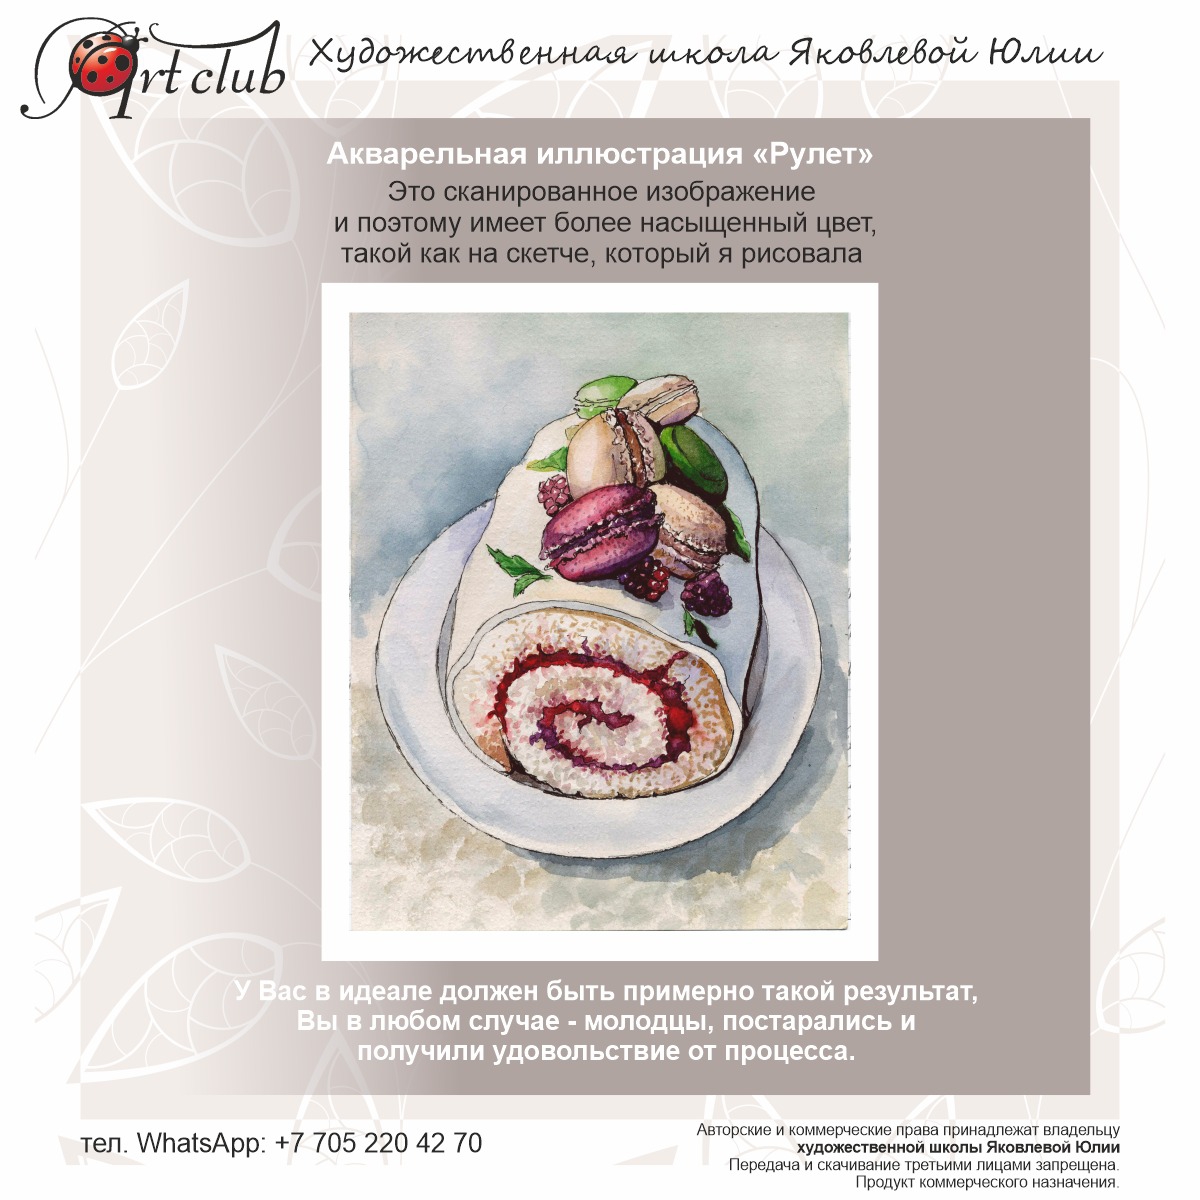 Art club
Художественная школа Яковлевой Юлии
Акварельная иллюстрация «Рулет»
Это сканированное изображение
и поэтому имеет более насыщенный цвет,
такой как на скетче, который я рисовала
У Вас в идеале должен быть примерно такой результат,
Вы в любом случае - молодцы, постарались и
получили удовольствие от процесса.
тел. WhatsApp: +7 705 220 42 70
Авторские и коммерческие права принадлежат владельцу
художественной школы Яковлевой Юлии
Передача и скачивание третьими лицами запрещена.
Продукт коммерческого назначения.